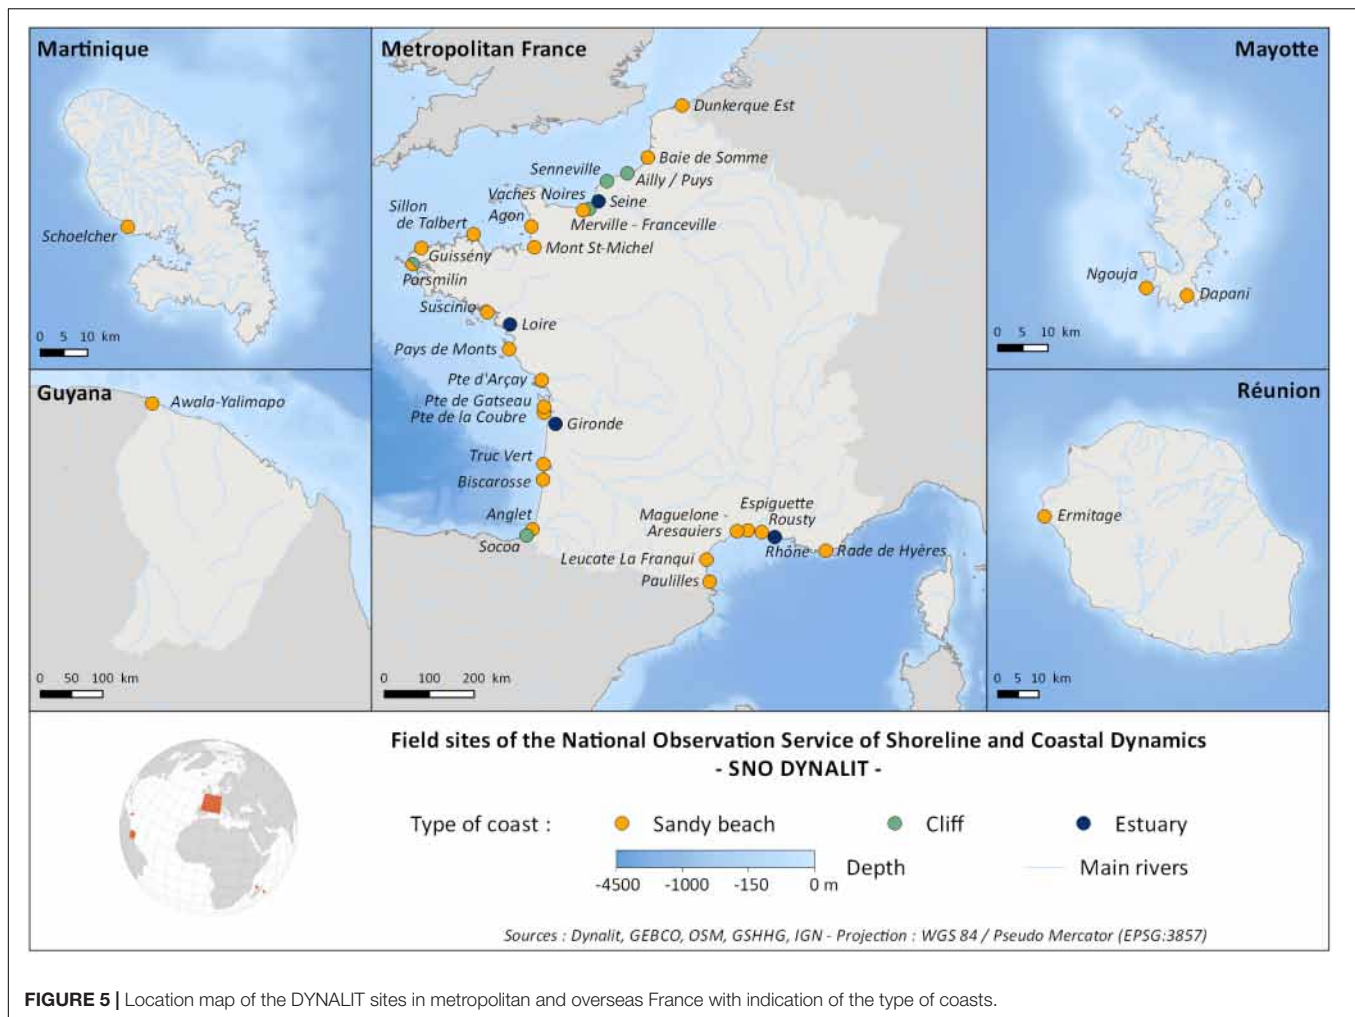 Martinique
Schoelcher
0 5 10 km
Metropolitan France
Dunkerque Est
Baie de Somme
Senneville
Ailly / Puys
Vaches Noires
Seine
Merville - Franceville
Agon
Sillon
de Talbert
Mont St-Michel
Guissény
Porsmilin
Suscinio
Loire
Pays de Monts
Pte d'Arçay
Pte de Gatseau
Pte de la Coubre
Gironde
Truc Vert
Biscarosse
Anglet
Socoa
Espiguette
Maguelone -
Aresquiers
Rousty
Rhône
Rade de Hyères
Leucate La Franqui
Paulilles
0 100 200 km
Mayotte
Ngouja
Dapani
0 5 10 km
Guyana
Awala-Yalimapo
0 50 100 km
Réunion
Ermitage
0 5 10 km
Field sites of the National Observation Service of Shoreline and Coastal Dynamics
- SNO DYNALIT -
Type of coast : Sandy beach Cliff Estuary
-4500 -1000 -150 0 m Depth Main rivers
Sources : Dynalit, GEBCO, OSM, GSHHG, IGN - Projection : WGS 84 / Pseudo Mercator (EPSG:3857)
FIGURE 5 | Location map of the DYNALIT sites in metropolitan and overseas France with indication of the type of coasts.